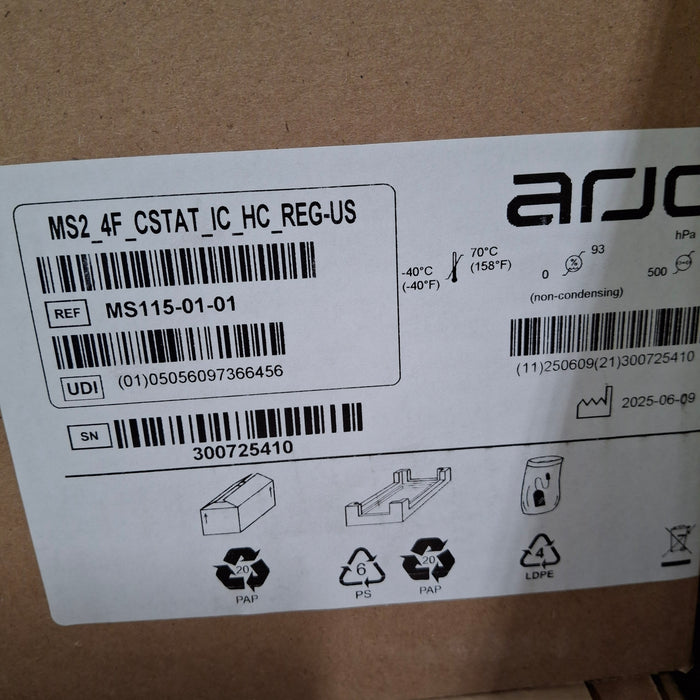 arjo
MS2_4F_CSTAT_IC_HC_REG-US
REF MS115-01-01
UDI (01)05056097366456
SN 300725410
-40°C
(-40°F)
70°C
(158°F)
0 % 93
(non-condensing)
hPa
500
(11)250609(21)300725410
2025-06-09
20
PAP
6
PS
20
PAP
4
LDPE